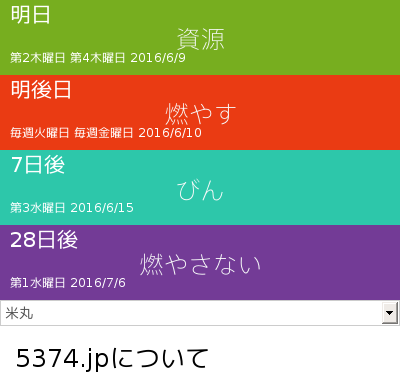 明日
資源
第2木曜日 第4木曜日 2016/6/9
明後日
燃やす
毎週火曜日 毎週金曜日 2016/6/10
7日後
びん
第3水曜日 2016/6/15
28日後
燃やさない
第1水曜日 2016/7/6
米丸
5374.jpについて